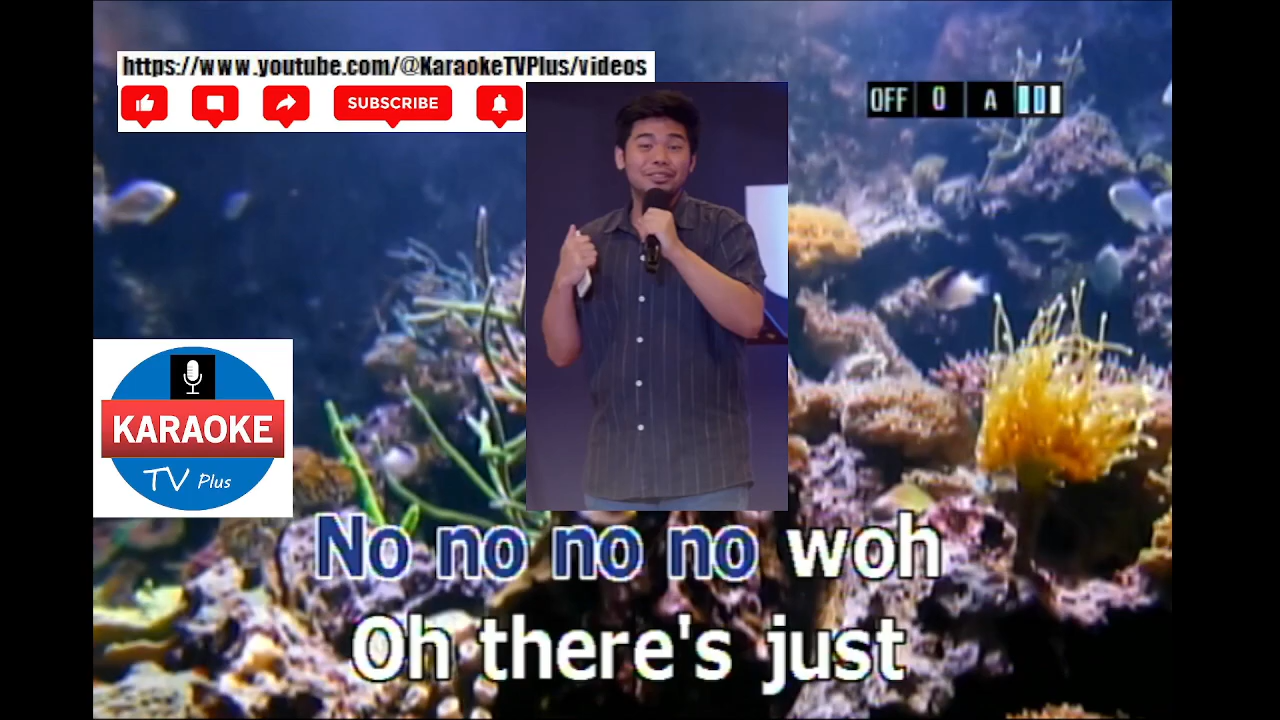 https://www.youtube.com/@KaraokeTVPlus/videos
SUBSCRIBE
OFF 0 A
KARAOKE
TV Plus
No no no no woh
Oh there's just